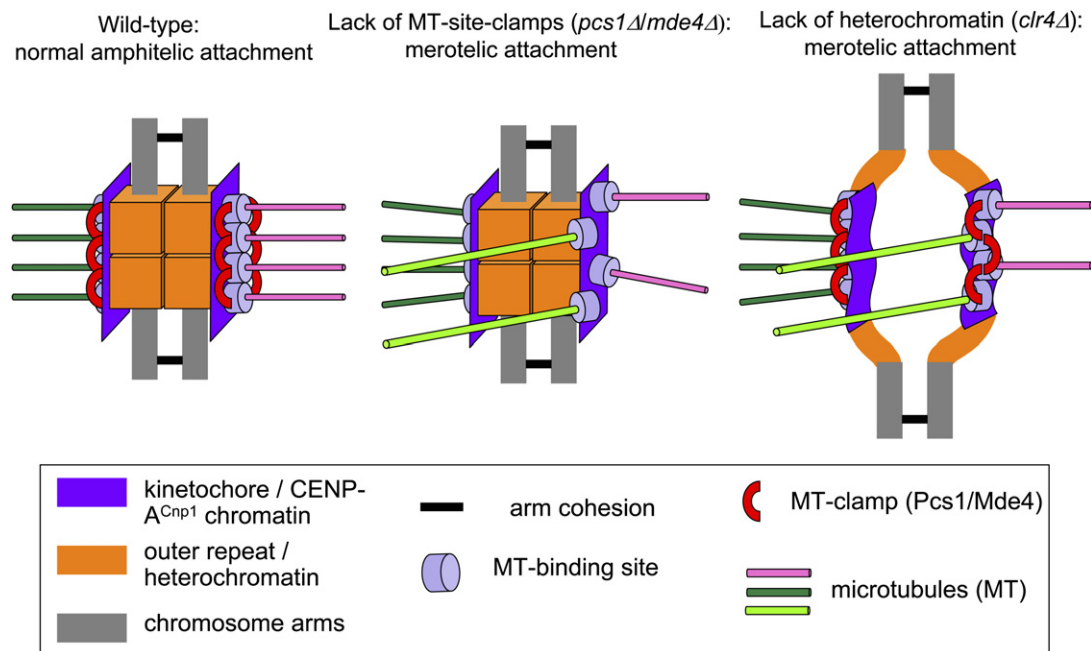 Wild-type:
normal amphitelic attachment
Lack of MT-site-clamps (pcs1Δ/mde4Δ):
merotelic attachment
Lack of heterochromatin (clr4Δ):
merotelic attachment
kinetochore / CENP-
A^Cnp1 chromatin
outer repeat /
heterochromatin
chromosome arms
arm cohesion
MT-binding site
MT-clamp (Pcs1/Mde4)
microtubules (MT)